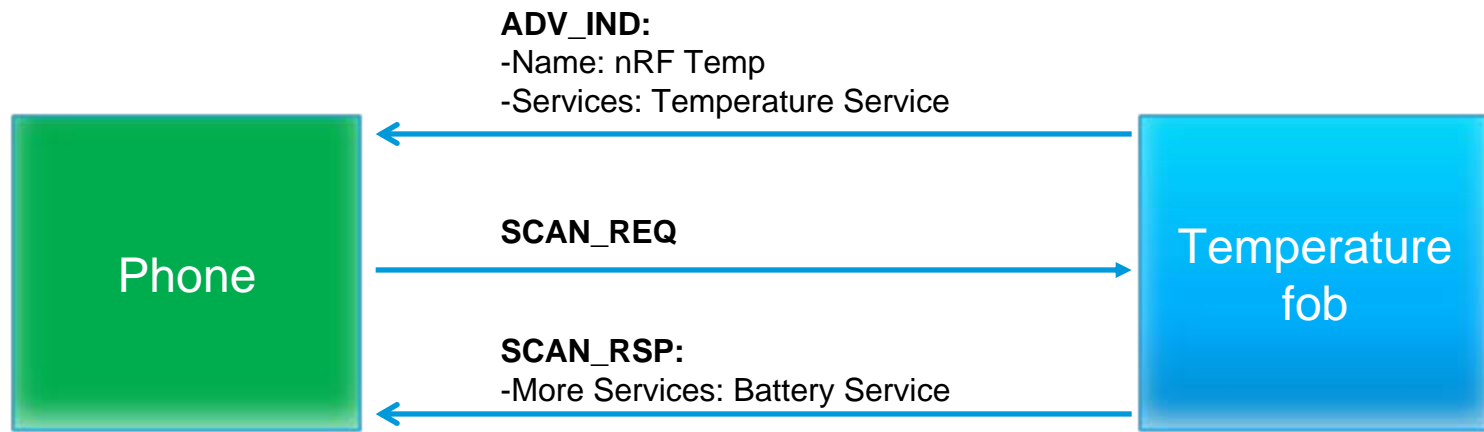 ADV_IND:
-Name: nRF Temp
-Services: Temperature Service
Phone
SCAN_REQ
Temperature
fob
SCAN_RSP:
-More Services: Battery Service